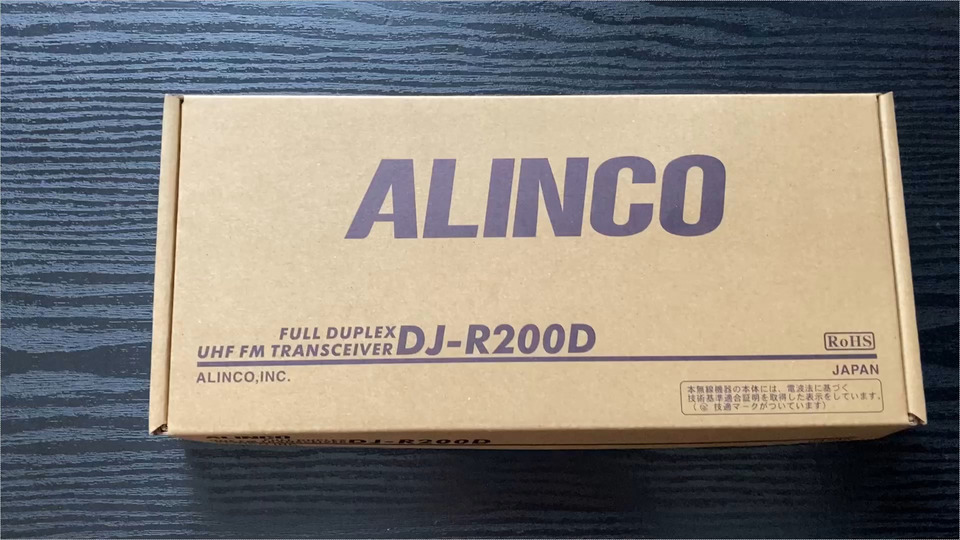 ALINCO
FULL DUPLEX
UHF FM TRANSCEIVER DJ-R200D
RoHS
ALINCO,INC.
JAPAN
本無線機器の本体には、電波法に基づく
技術基準適合証明を取得した表示をしています。
( 技適マークがついています)
ALINCO
DJ-R200D